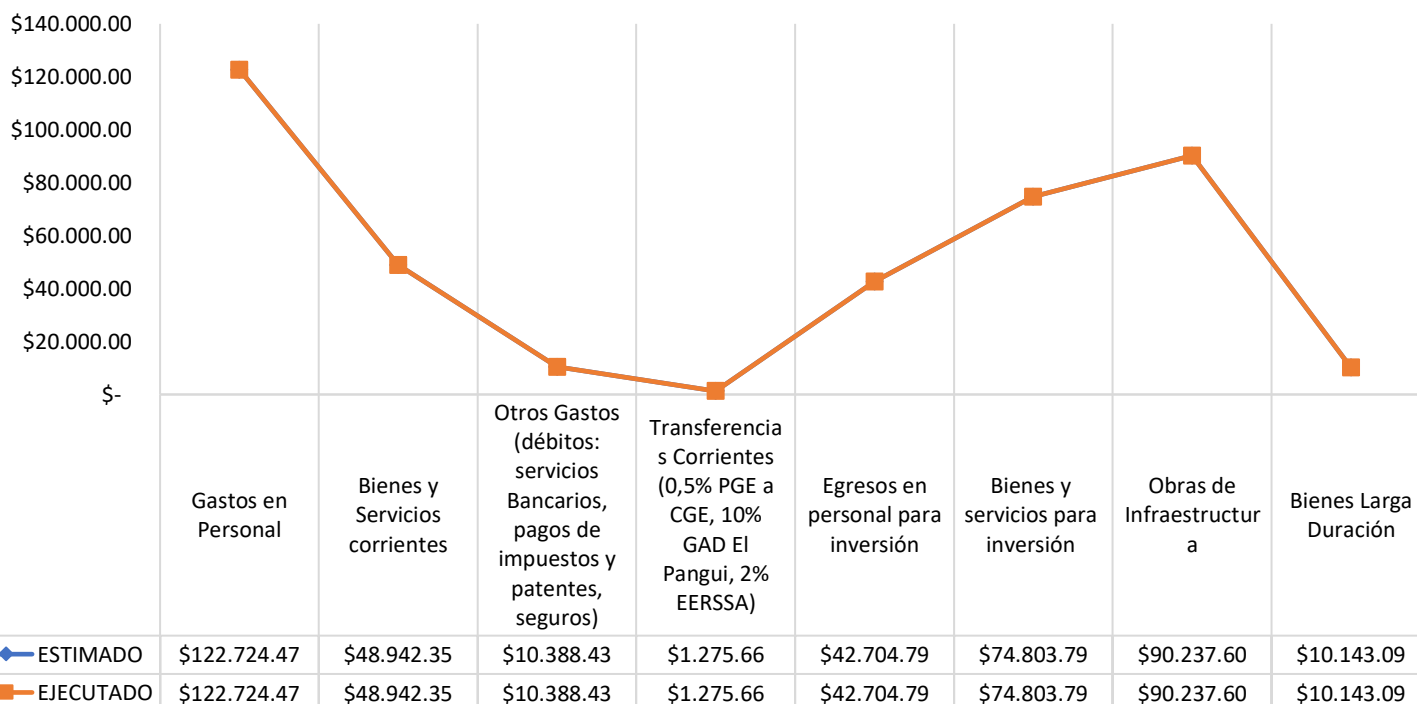 $140.000.00
$120.000.00
$100.000.00
$80.000.00
$60.000.00
$40.000.00
$20.000.00
$-
Gastos en
Personal
Bienes y
Servicios
corrientes
Otros Gastos
(débitos:
servicios
Bancarios,
pagos de
impuestos y
patentes,
seguros)
Transferencia
s Corrientes
(0,5% PGE a
CGE, 10%
GAD El
Pangui, 2%
EERSSA)
Egresos en
personal para
inversión
Bienes y
servicios para
inversión
Obras de
Infraestructur
a
Bienes Larga
Duración
ESTIMADO $122.724.47 $48.942.35 $10.388.43 $1.275.66 $42.704.79 $74.803.79 $90.237.60 $10.143.09
EJECUTADO $122.724.47 $48.942.35 $10.388.43 $1.275.66 $42.704.79 $74.803.79 $90.237.60 $10.143.09